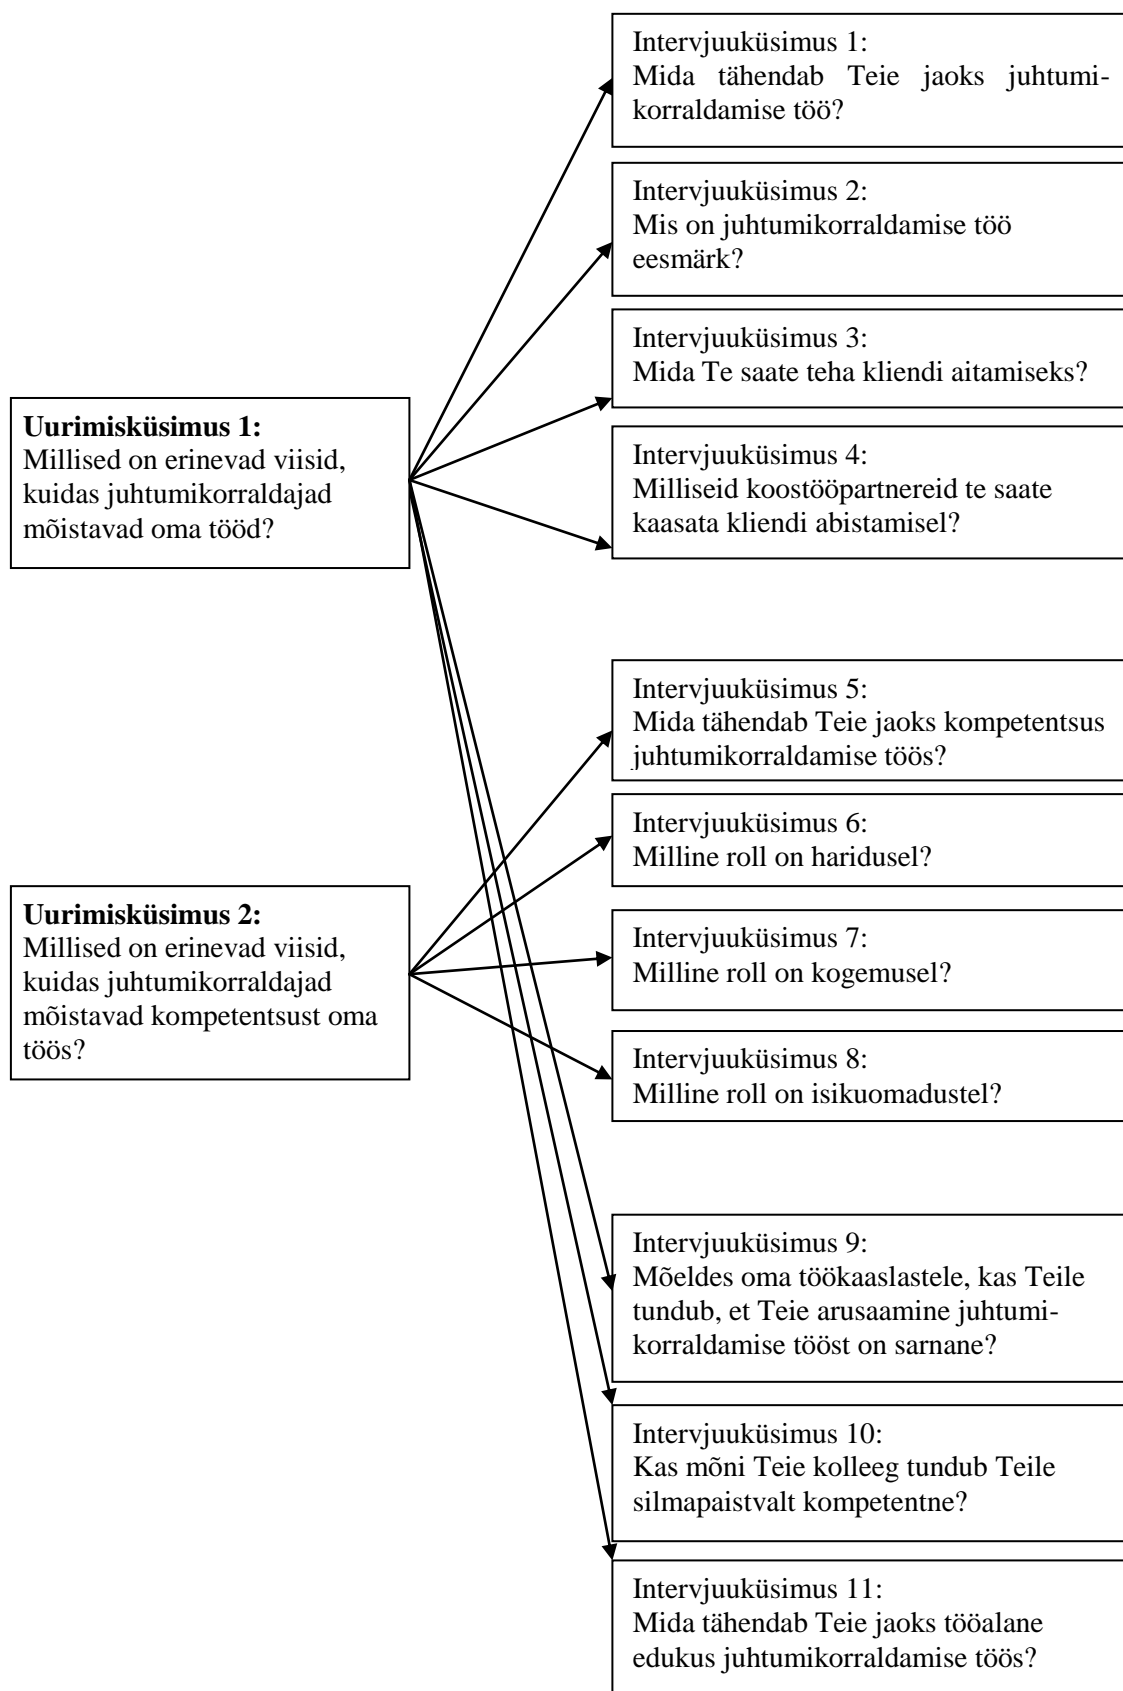 Intervjuuküsimus 1:
Mida tähendab Teie jaoks juhtumi-
korraldamise töö?
Intervjuuküsimus 2:
Mis on juhtumikorraldamise töö
eesmärk?
Intervjuuküsimus 3:
Mida Te saate teha kliendi aitamiseks?
Uurimisküsimus 1:
Millised on erinevad viisid,
kuidas juhtumikorraldajad
mõistavad oma tööd?
Intervjuuküsimus 4:
Milliseid koostööpartnereid te saate
kaasata kliendi abistamisel?
Intervjuuküsimus 5:
Mida tähendab Teie jaoks kompetentsus
juhtumikorraldamise töös?
Intervjuuküsimus 6:
Milline roll on haridusel?
Uurimisküsimus 2:
Millised on erinevad viisid,
kuidas juhtumikorraldajad
mõistavad kompetentsust oma
töös?
Intervjuuküsimus 7:
Milline roll on kogemusel?
Intervjuuküsimus 8:
Milline roll on isikuomadustel?
Intervjuuküsimus 9:
Mõeldes oma töökaaslastele, kas Teile
tundub, et Teie arusaamine juhtumi-
korraldamise tööst on sarnane?
Intervjuuküsimus 10:
Kas mõni Teie kolleeg tundub Teile
silmapaistvalt kompetentne?
Intervjuuküsimus 11:
Mida tähendab Teie jaoks tööalane
edukus juhtumikorraldamise töös?